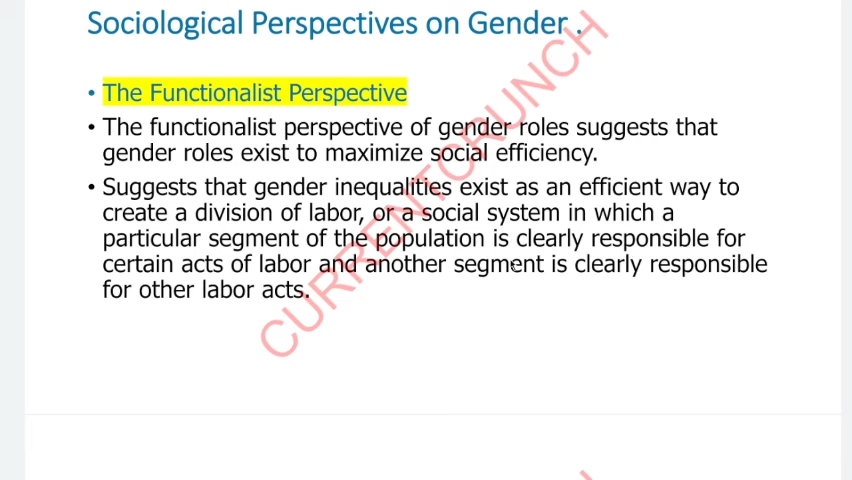 Sociological Perspectives on Gender .
• The Functionalist Perspective
• The functionalist perspective of gender roles suggests that
gender roles exist to maximize social efficiency.
• Suggests that gender inequalities exist as an efficient way to
create a division of labor, or a social system in which a
particular segment of the population is clearly responsible for
certain acts of labor and another segment is clearly responsible
for other labor acts.
CURRENTCRUNCH